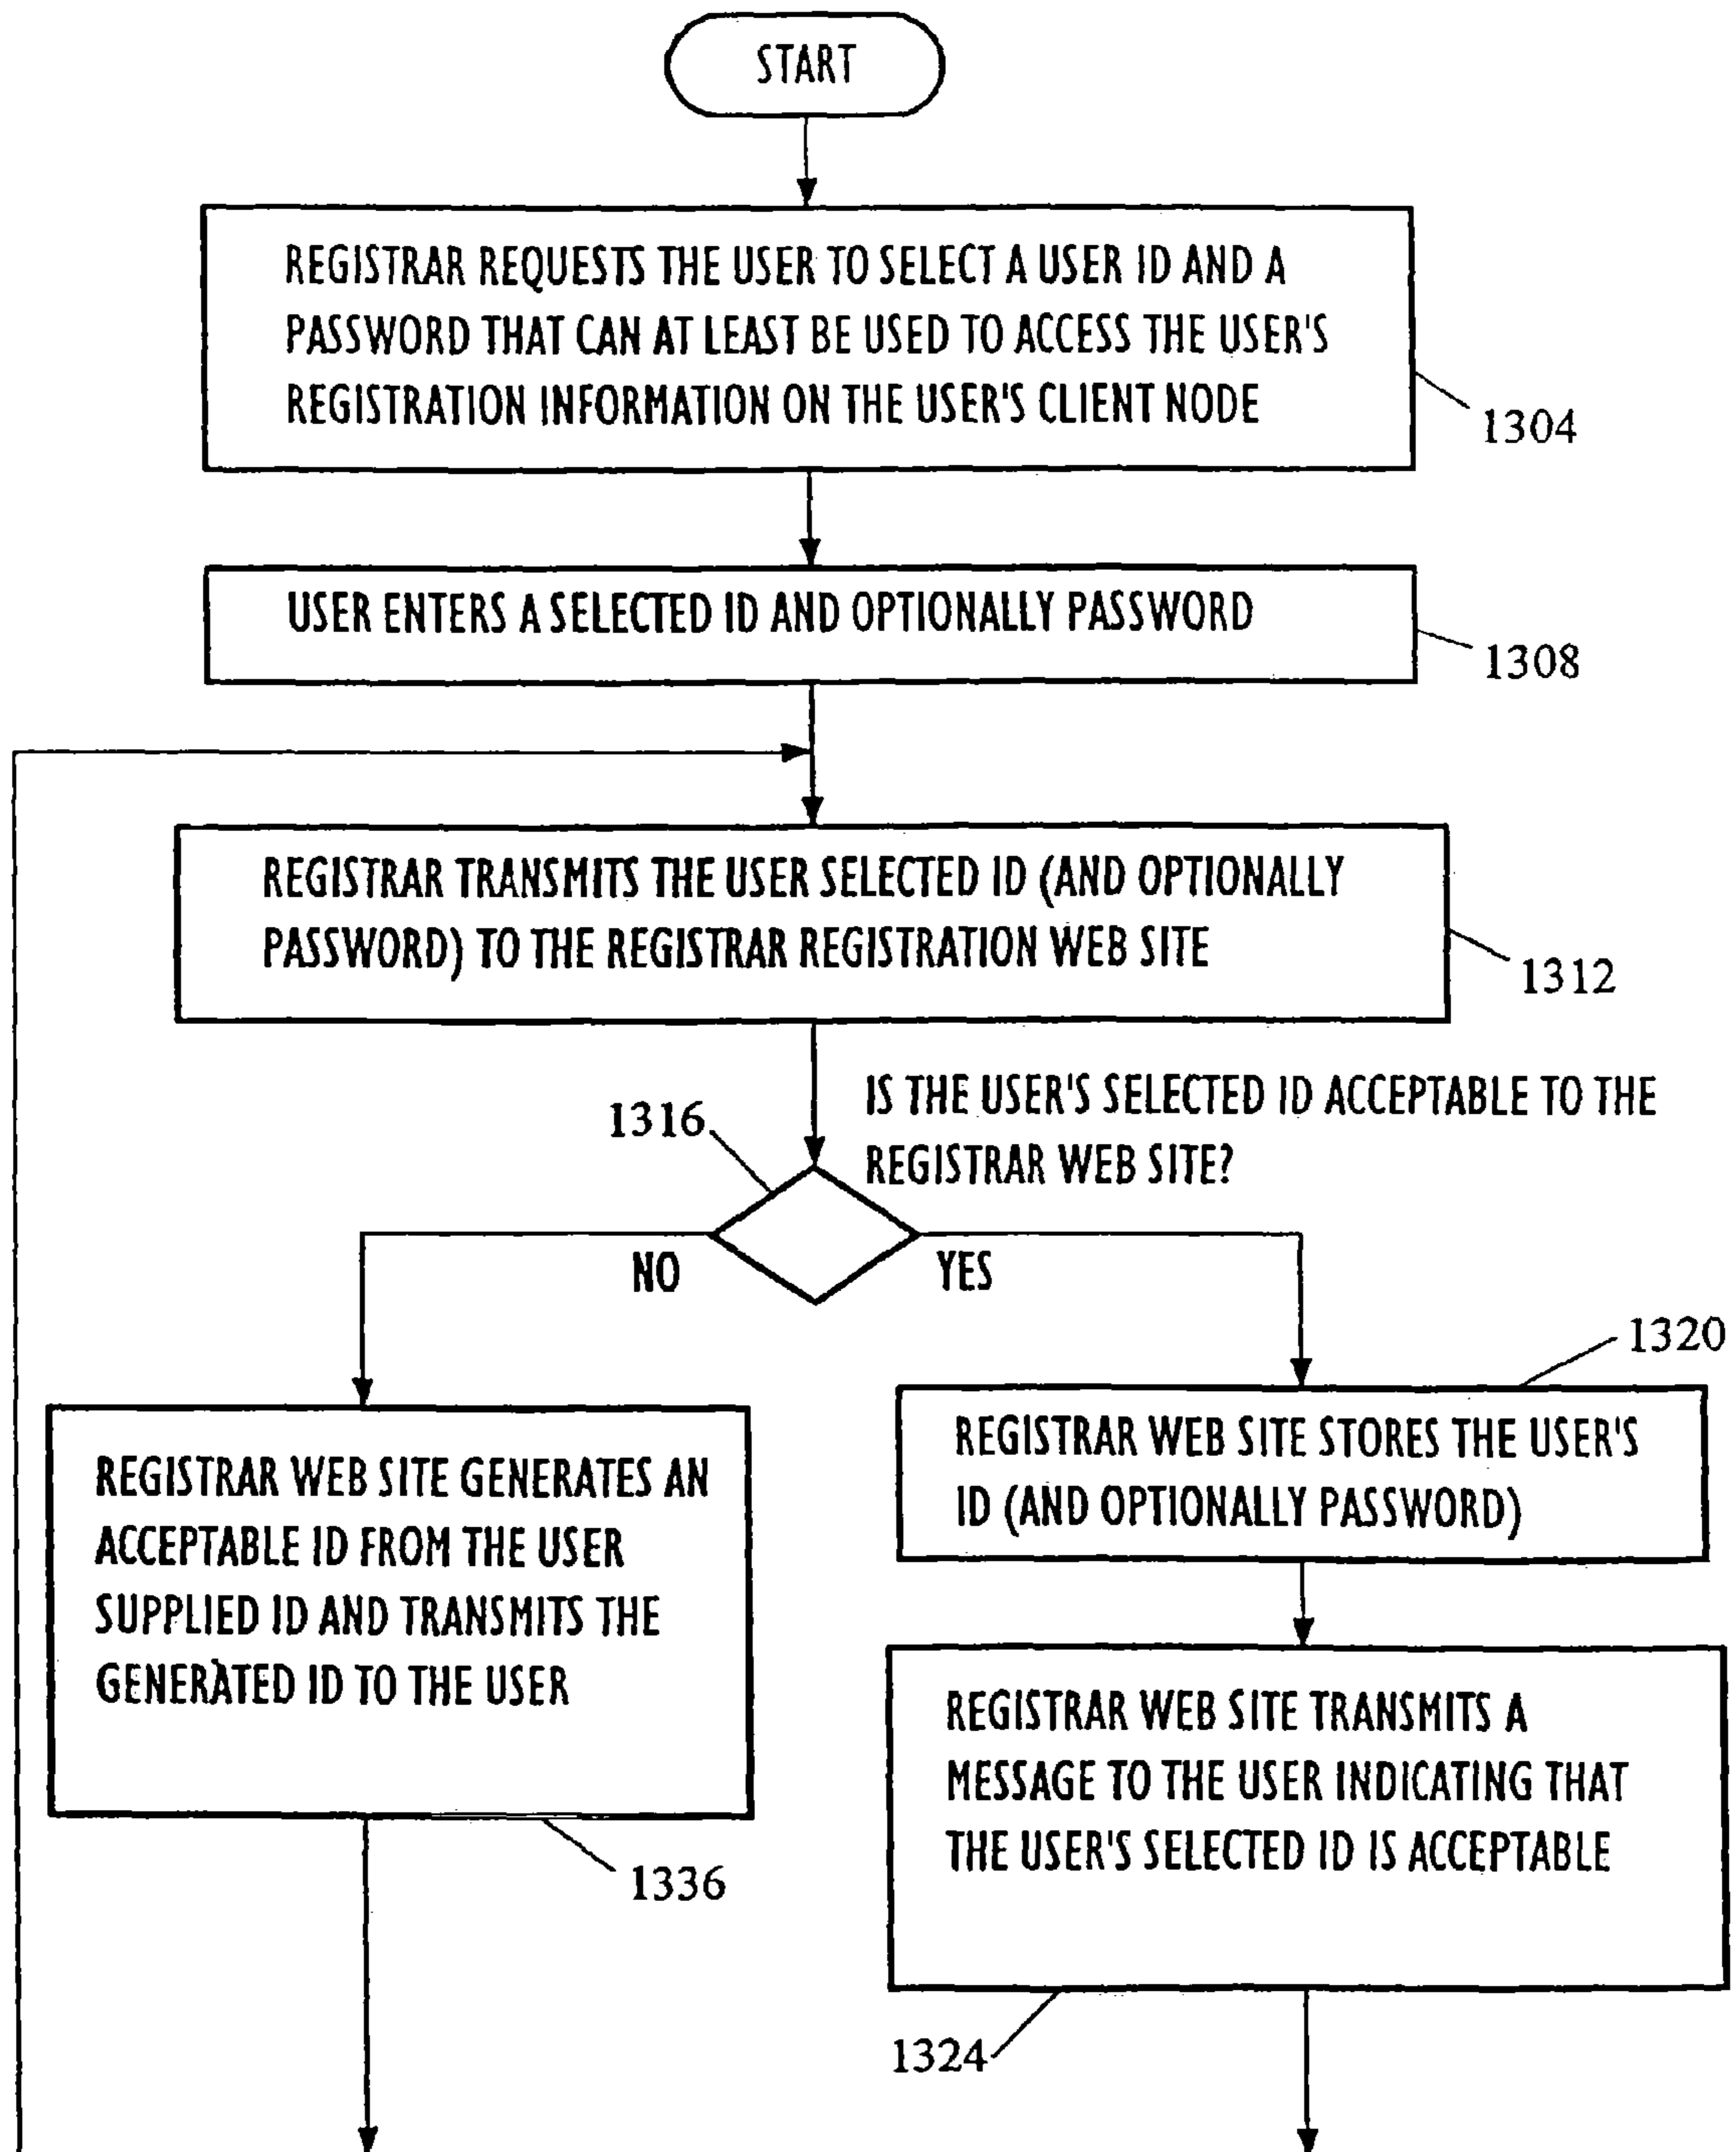 START
REGISTRAR REQUESTS THE USER TO SELECT A USER ID AND A
PASSWORD THAT CAN AT LEAST BE USED TO ACCESS THE USER'S
REGISTRATION INFORMATION ON THE USER'S CLIENT NODE
1304
USER ENTERS A SELECTED ID AND OPTIONALLY PASSWORD
1308
REGISTRAR TRANSMITS THE USER SELECTED ID (AND OPTIONALLY
PASSWORD) TO THE REGISTRAR REGISTRATION WEB SITE
1312
IS THE USER'S SELECTED ID ACCEPTABLE TO THE
REGISTRAR WEB SITE?
1316
NO
YES
1320
REGISTRAR WEB SITE STORES THE USER'S
ID (AND OPTIONALLY PASSWORD)
REGISTRAR WEB SITE GENERATES AN
ACCEPTABLE ID FROM THE USER
SUPPLIED ID AND TRANSMITS THE
GENERATED ID TO THE USER
1336
REGISTRAR WEB SITE TRANSMITS A
MESSAGE TO THE USER INDICATING THAT
THE USER'S SELECTED ID IS ACCEPTABLE
1324